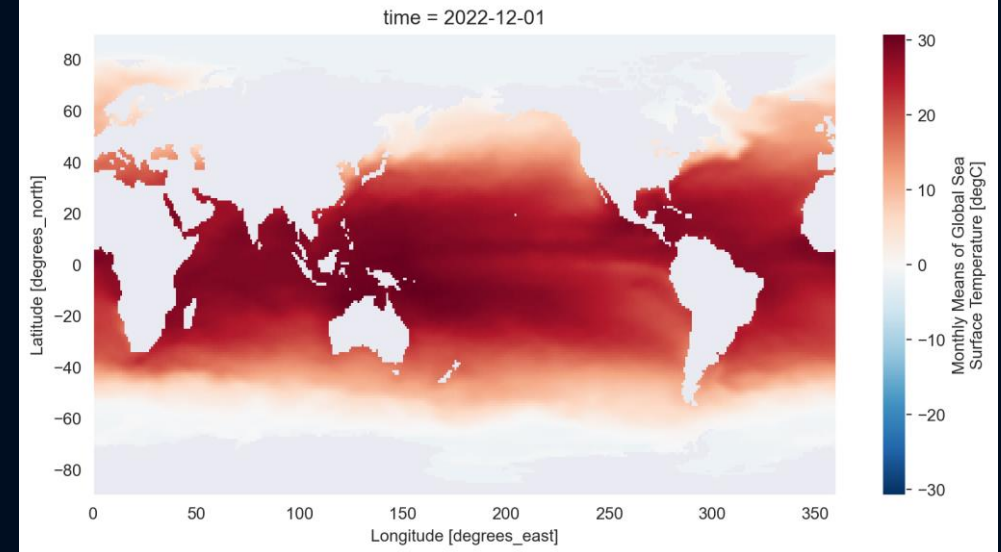 time = 2022-12-01
80
60
40
20
0
−20
−40
−60
−80
Latitude [degrees_north]
0 50 100 150 200 250 300 350
Longitude [degrees_east]
30
20
10
0
−10
−20
−30
Monthly Means of Global Sea
Surface Temperature [degC]